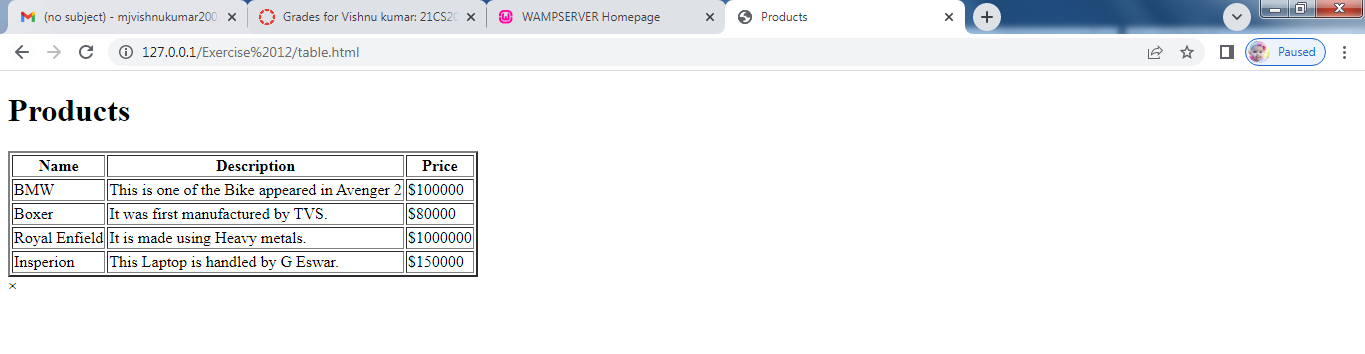 (no subject) - mjvishnukumar200
Grades for Vishnu kumar: 21CS2C
WAMPSERVER Homepage
Products
127.0.0.1/Exercise%2012/table.html
Paused
Products
Name Description Price
BMW This is one of the Bike appeared in Avenger 2 $100000
Boxer It was first manufactured by TVS. $80000
Royal Enfield It is made using Heavy metals. $1000000
Insperion This Laptop is handled by G Eswar. $150000
×